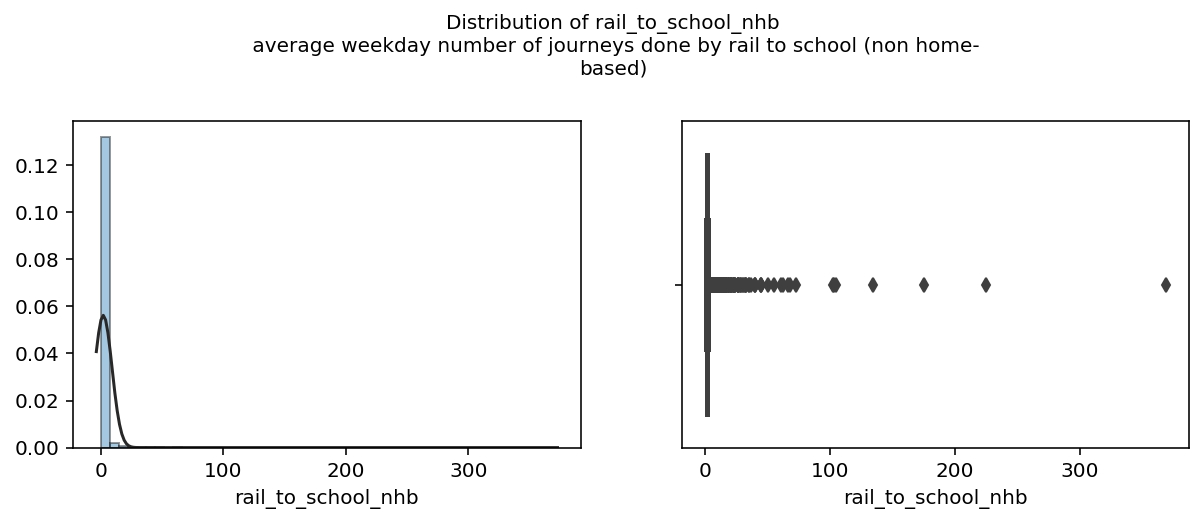 Distribution of rail_to_school_nhb
average weekday number of journeys done by rail to school (non home-
based)
0.12
0.10
0.08
0.06
0.04
0.02
0.00
0 100 200 300
rail_to_school_nhb
0 100 200 300
rail_to_school_nhb